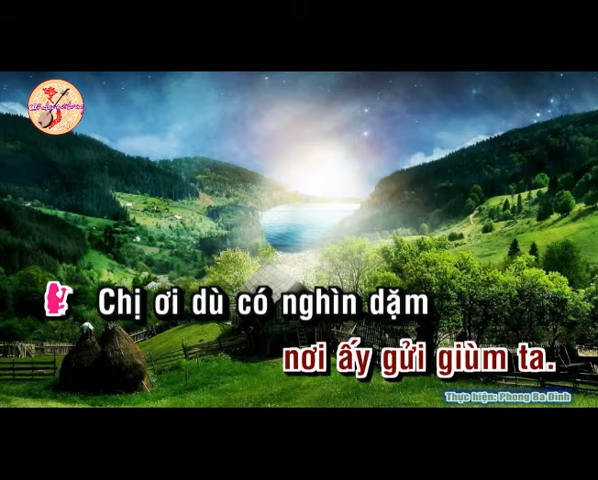 Chị ơi dù có nghìn dặm
nơi ấy gửi giùm ta.
Thực hiện: Phong Ba Đình